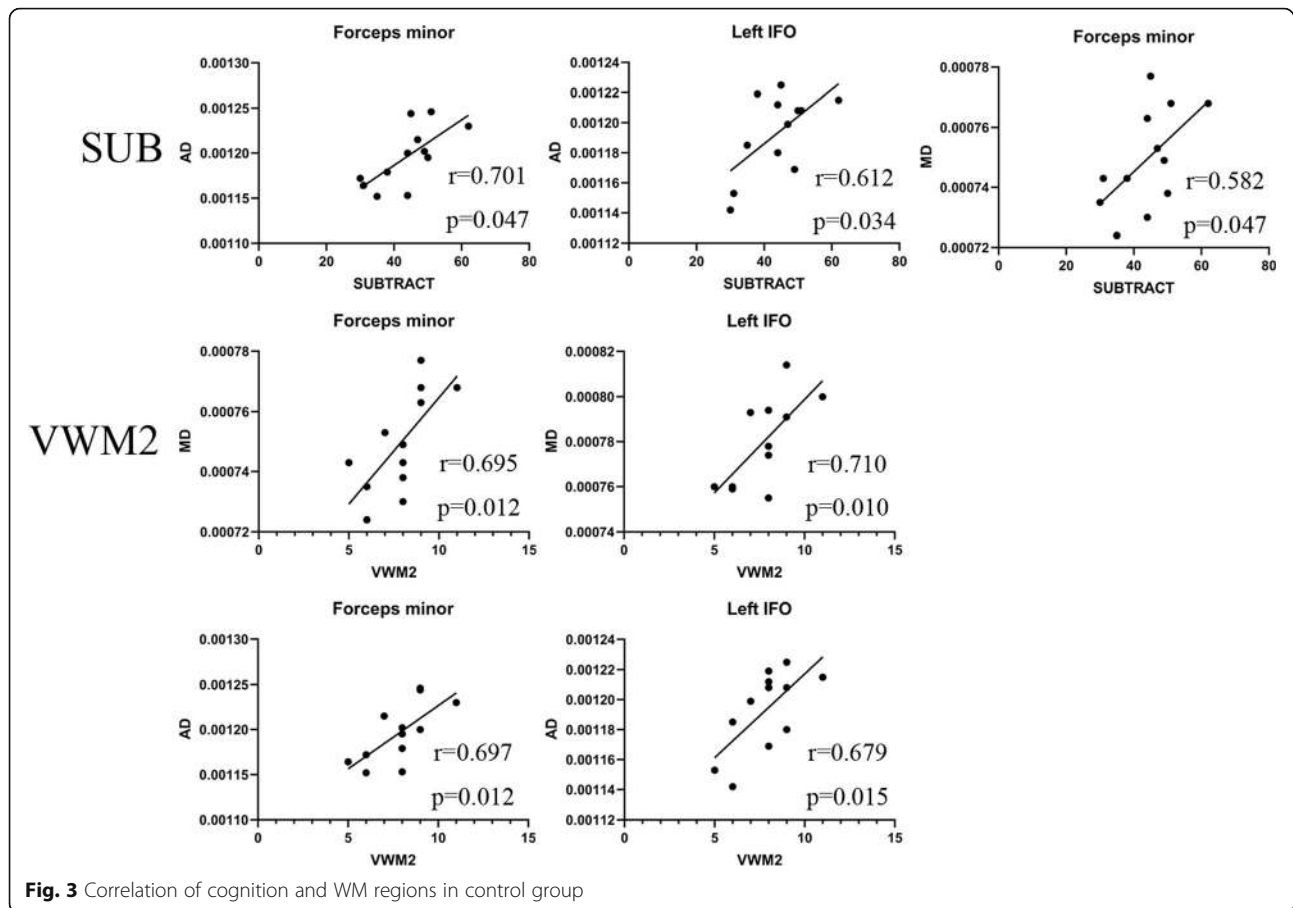 Forceps minor
Left IFO
Forceps minor
SUB
AD
0.00130
0.00125
0.00120
0.00115
0.00110
r=0.701
p=0.047
0 20 40 60 80
SUBTRACT
AD
0.00124
0.00122
0.00120
0.00118
0.00116
0.00114
0.00112
r=0.612
p=0.034
0 20 40 60 80
SUBTRACT
MD
0.00078
0.00076
0.00074
0.00072
r=0.582
p=0.047
0 20 40 60 80
SUBTRACT
VWM2
Forceps minor
MD
0.00078
0.00076
0.00074
0.00072
r=0.695
p=0.012
0 5 10 15
VWM2
Left IFO
MD
0.00082
0.00080
0.00078
0.00076
0.00074
r=0.710
p=0.010
0 5 10 15
VWM2
Forceps minor
AD
0.00130
0.00125
0.00120
0.00115
0.00110
r=0.697
p=0.012
0 5 10 15
VWM2
Left IFO
AD
0.00124
0.00122
0.00120
0.00118
0.00116
0.00114
0.00112
r=0.679
p=0.015
0 5 10 15
VWM2
Fig. 3 Correlation of cognition and WM regions in control group